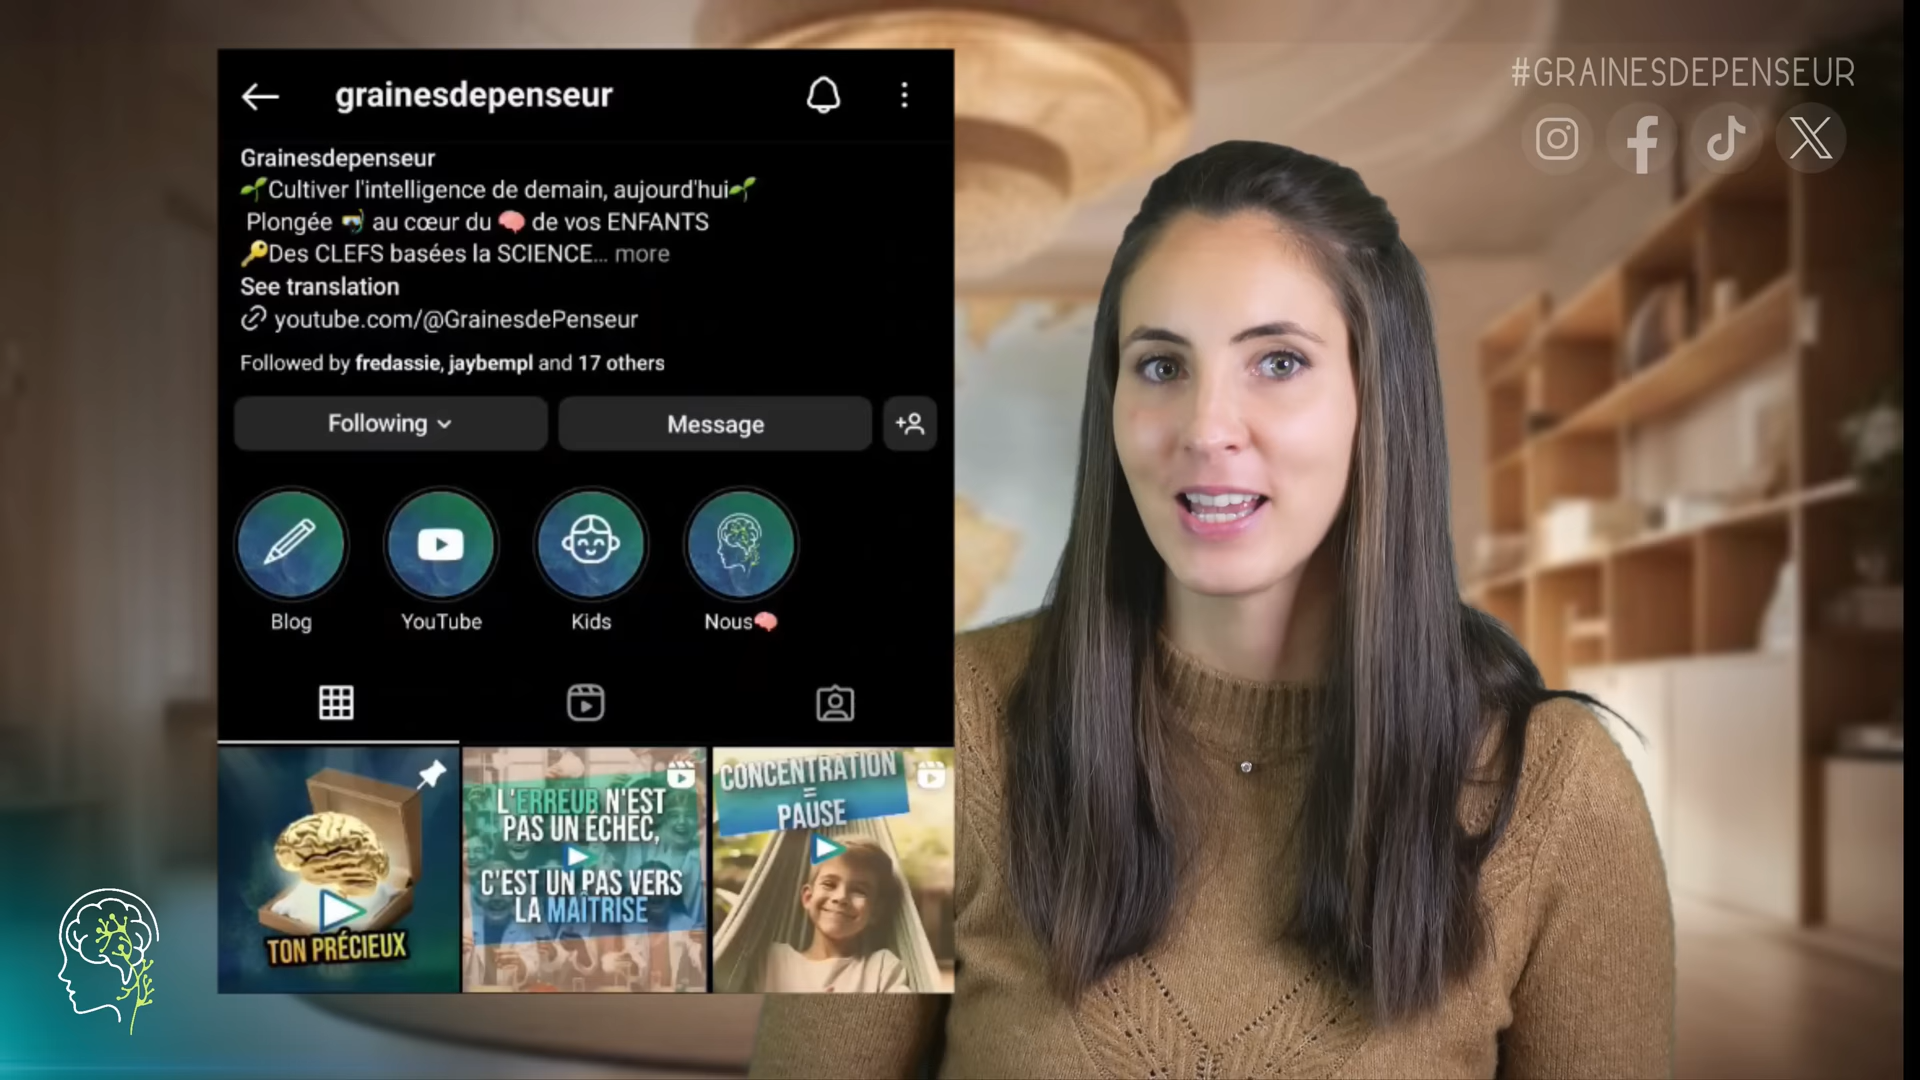 grainesdepenseur
Grainesdepenseur
🌱Cultiver l'intelligence de demain, aujourd'hui🌱
Plongée 🤿 au cœur du 🧠 de vos ENFANTS
🔑Des CLEFS basées la SCIENCE... more
See translation
youtube.com/@GrainesdePenseur
Followed by fredassie, jaybempl and 17 others
Following
Message
Blog
YouTube
Kids
Nous🧠
TON PRÉCIEUX
L'ERREUR N'EST
PAS UN ÉCHEC,
C'EST UN PAS VERS
LA MAÎTRISE
CONCENTRATION
=
PAUSE
#GRAINESDEPENSEUR